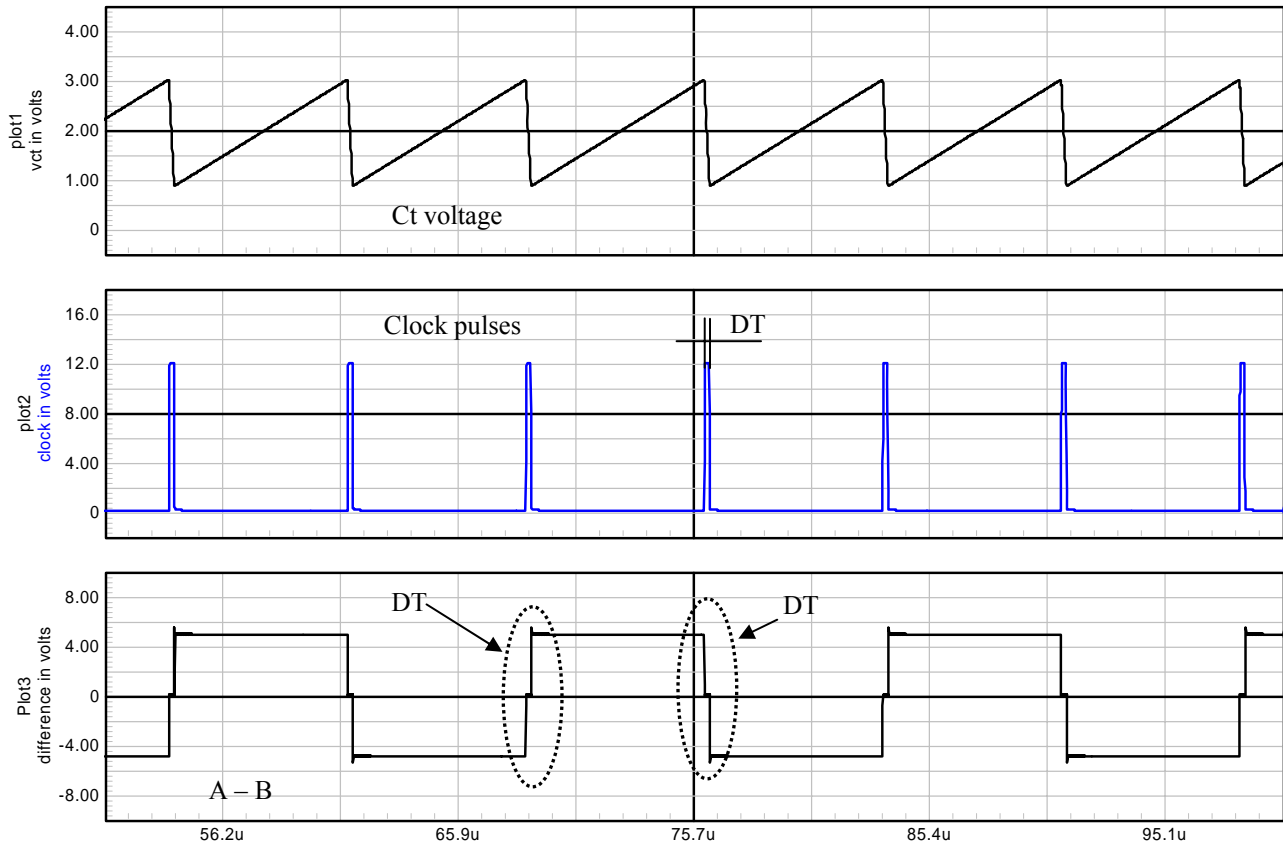 4.00
3.00
2.00
1.00
0
plot1
vct in volts
Ct voltage
16.0
12.0
8.00
4.00
0
plot2
clock in volts
Clock pulses
DT
8.00
4.00
0
-4.00
-8.00
Plot3
difference in volts
DT
DT
A – B
56.2u
65.9u
75.7u
85.4u
95.1u